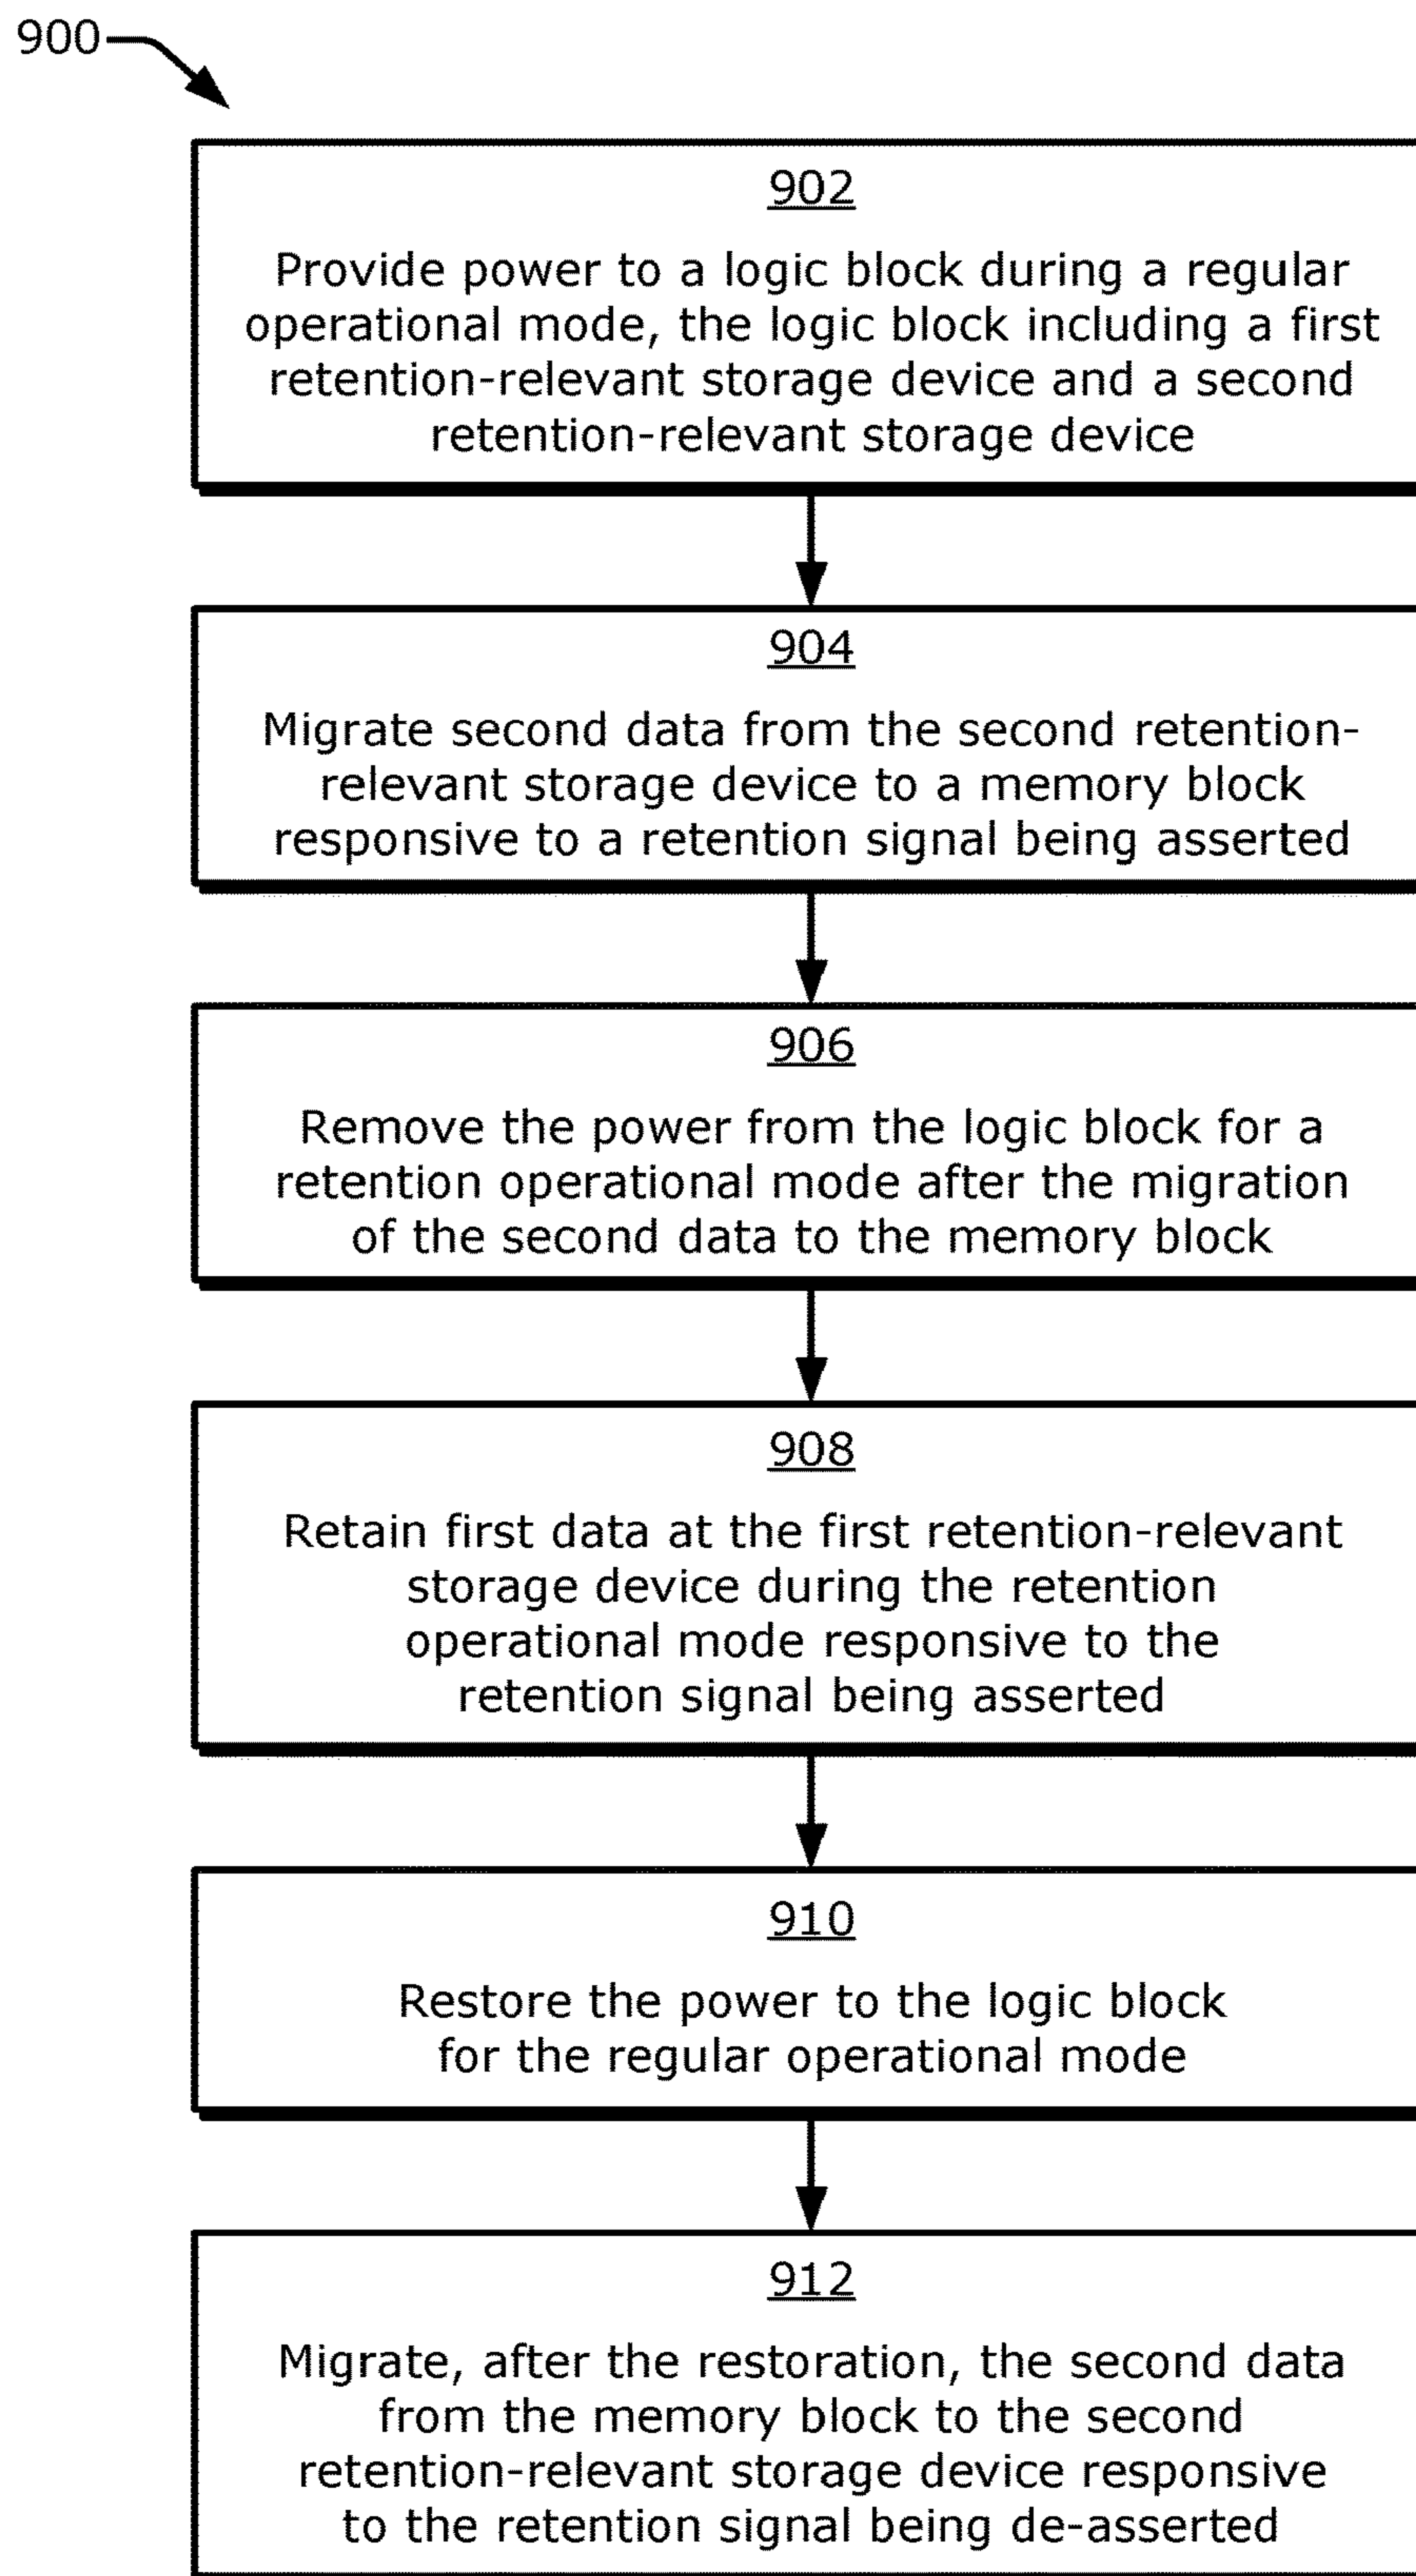 900
902
Provide power to a logic block during a regular
operational mode, the logic block including a first
retention-relevant storage device and a second
retention-relevant storage device
904
Migrate second data from the second retention-
relevant storage device to a memory block
responsive to a retention signal being asserted
906
Remove the power from the logic block for a
retention operational mode after the migration
of the second data to the memory block
908
Retain first data at the first retention-relevant
storage device during the retention
operational mode responsive to the
retention signal being asserted
910
Restore the power to the logic block
for the regular operational mode
912
Migrate, after the restoration, the second data
from the memory block to the second
retention-relevant storage device responsive
to the retention signal being de-asserted